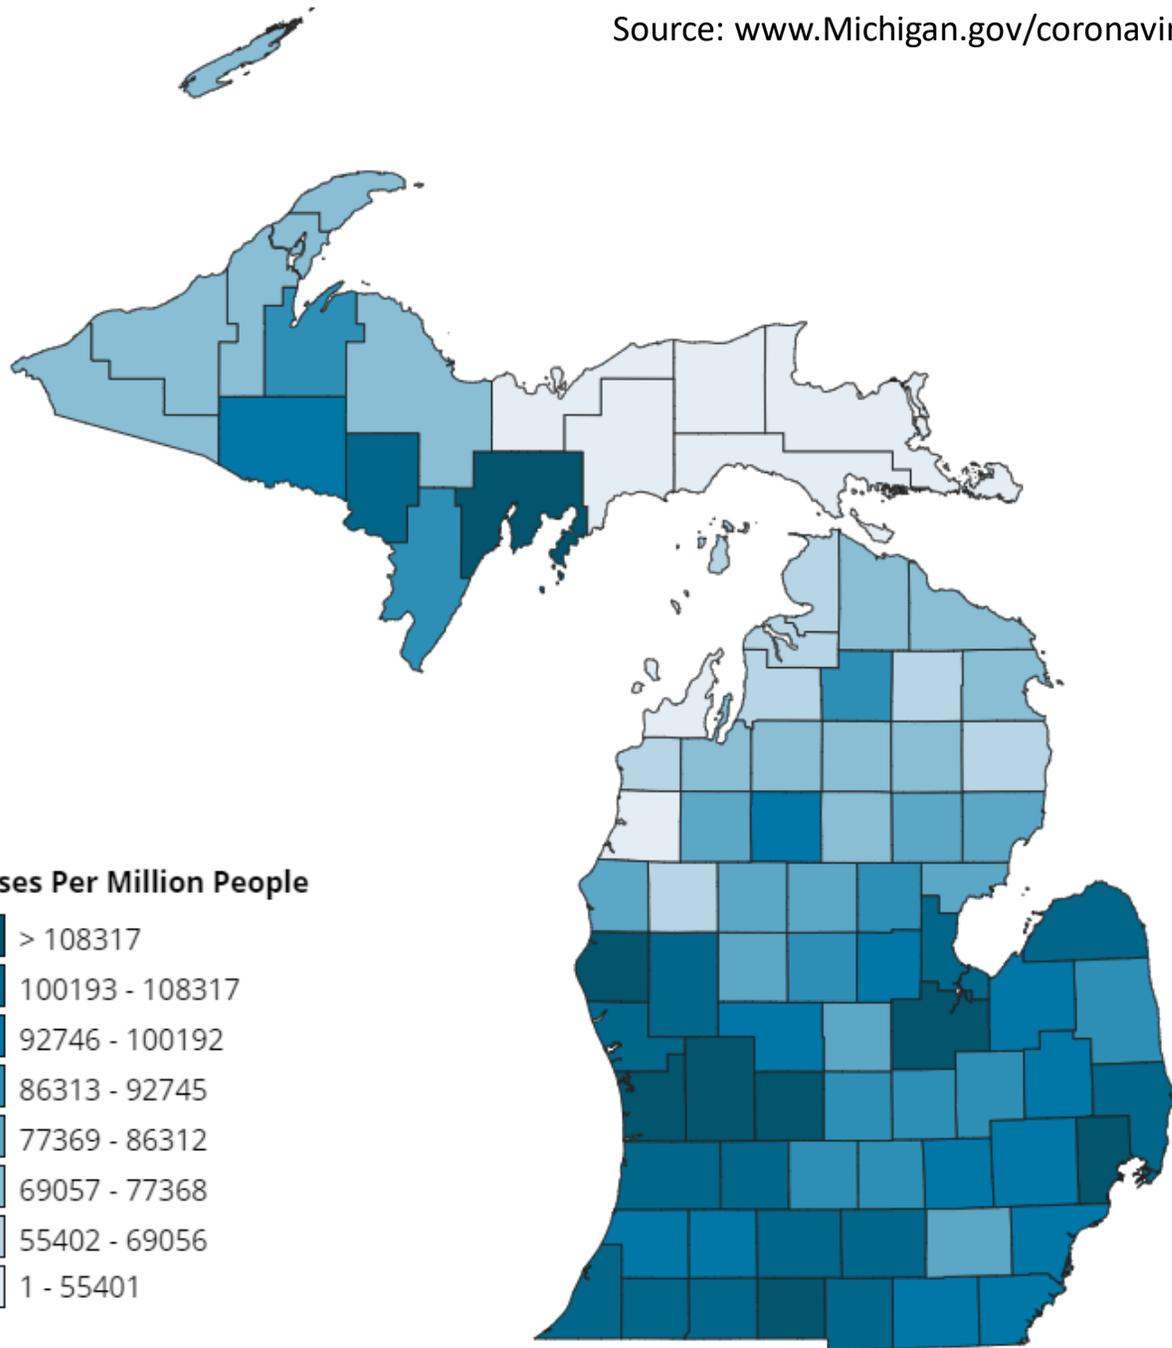 Source: www.Michigan.gov/coronavi
ses Per Million People
> 108317
100193 - 108317
92746 - 100192
86313 - 92745
77369 - 86312
69057 - 77368
55402 - 69056
1 - 55401